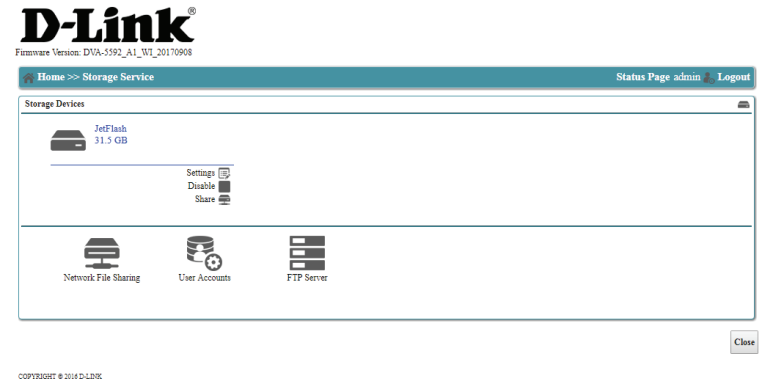 D-Link®
Firmware Version: DVA-5592_A1_WI_20170908
Home >> Storage Service Status Page admin Logout
Storage Devices
JetFlash
31.5 GB
Settings
Disable
Share
Network File Sharing User Accounts FTP Server
Close
COPYRIGHT © 2016 D-LINK